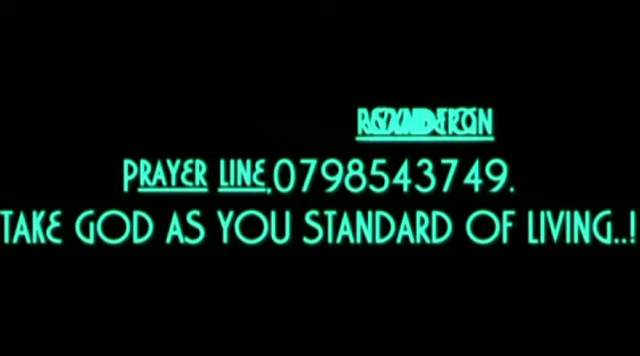 PRAYER LINE,0798543749.
TAKE GOD AS YOU STANDARD OF LIVING..!